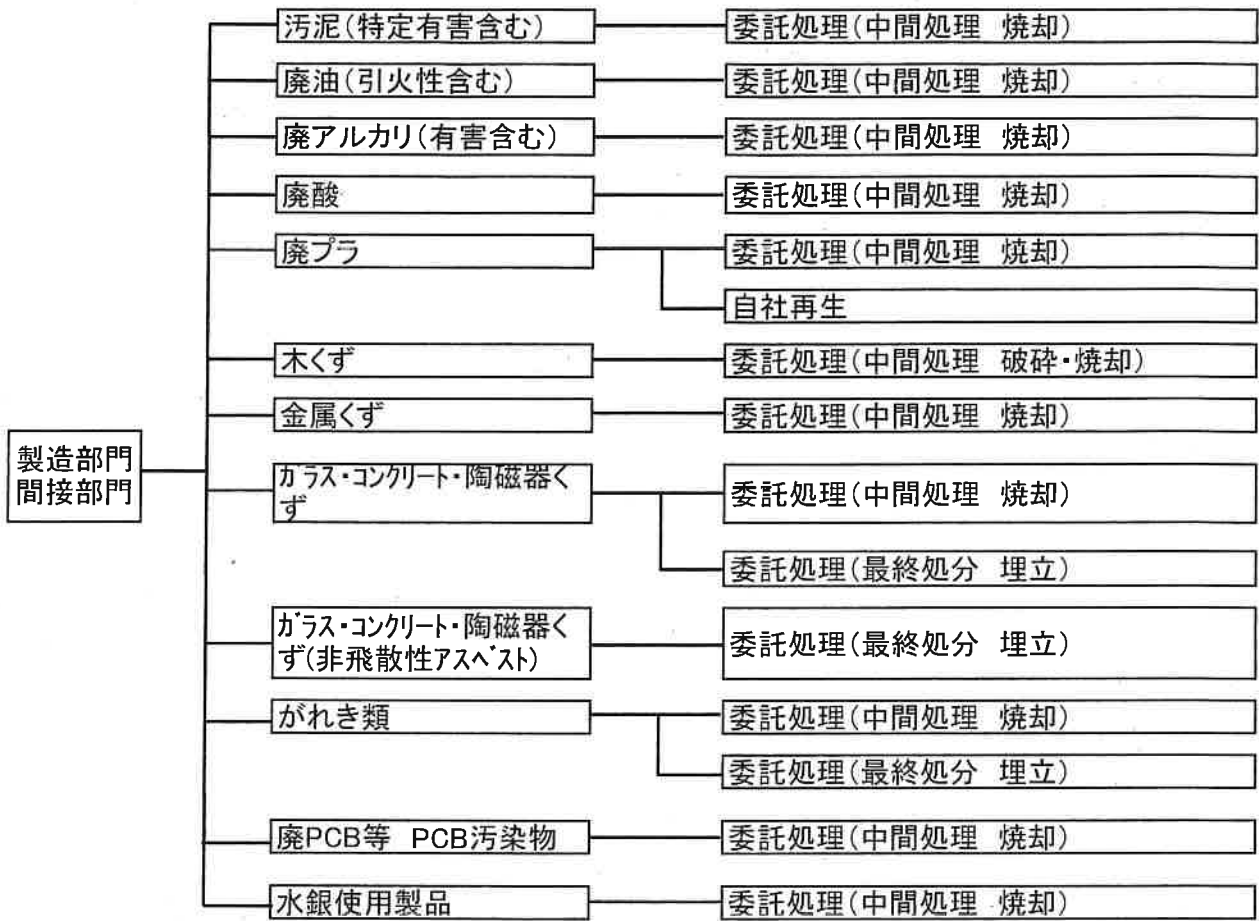 製造部門
間接部門
汚泥(特定有害含む)
委託処理(中間処理 焼却)
廃油(引火性含む)
委託処理(中間処理 焼却)
廃アルカリ(有害含む)
委託処理(中間処理 焼却)
廃酸
委託処理(中間処理 焼却)
廃プラ
委託処理(中間処理 焼却)
自社再生
木くず
委託処理(中間処理 破砕・焼却)
金属くず
委託処理(中間処理 焼却)
ガラス・コンクリート・陶磁器く
ず
委託処理(中間処理 焼却)
委託処理(最終処分 埋立)
ガラス・コンクリート・陶磁器く
ず(非飛散性アスベスト)
委託処理(最終処分 埋立)
がれき類
委託処理(中間処理 焼却)
委託処理(最終処分 埋立)
廃PCB等 PCB汚染物
委託処理(中間処理 焼却)
水銀使用製品
委託処理(中間処理 焼却)